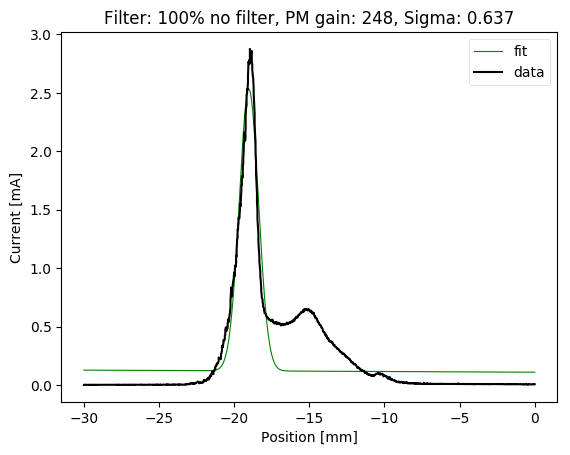 Filter: 100% no filter, PM gain: 248, Sigma: 0.637
fit
data
Current [mA]
3.0
2.5
2.0
1.5
1.0
0.5
0.0
−30 −25 −20 −15 −10 −5 0
Position [mm]